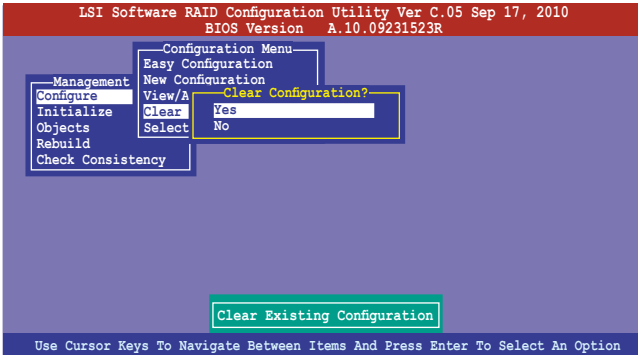 LSI Software RAID Configuration Utility Ver C.05 Sep 17, 2010
BIOS Version A.10.09231523R
Configuration Menu
Easy Configuration
New Configuration
View/A
Clear
Select
Management
Configure
Initialize
Objects
Rebuild
Check Consistency
Clear Configuration?
Yes
No
Clear Existing Configuration
Use Cursor Keys To Navigate Between Items And Press Enter To Select An Option